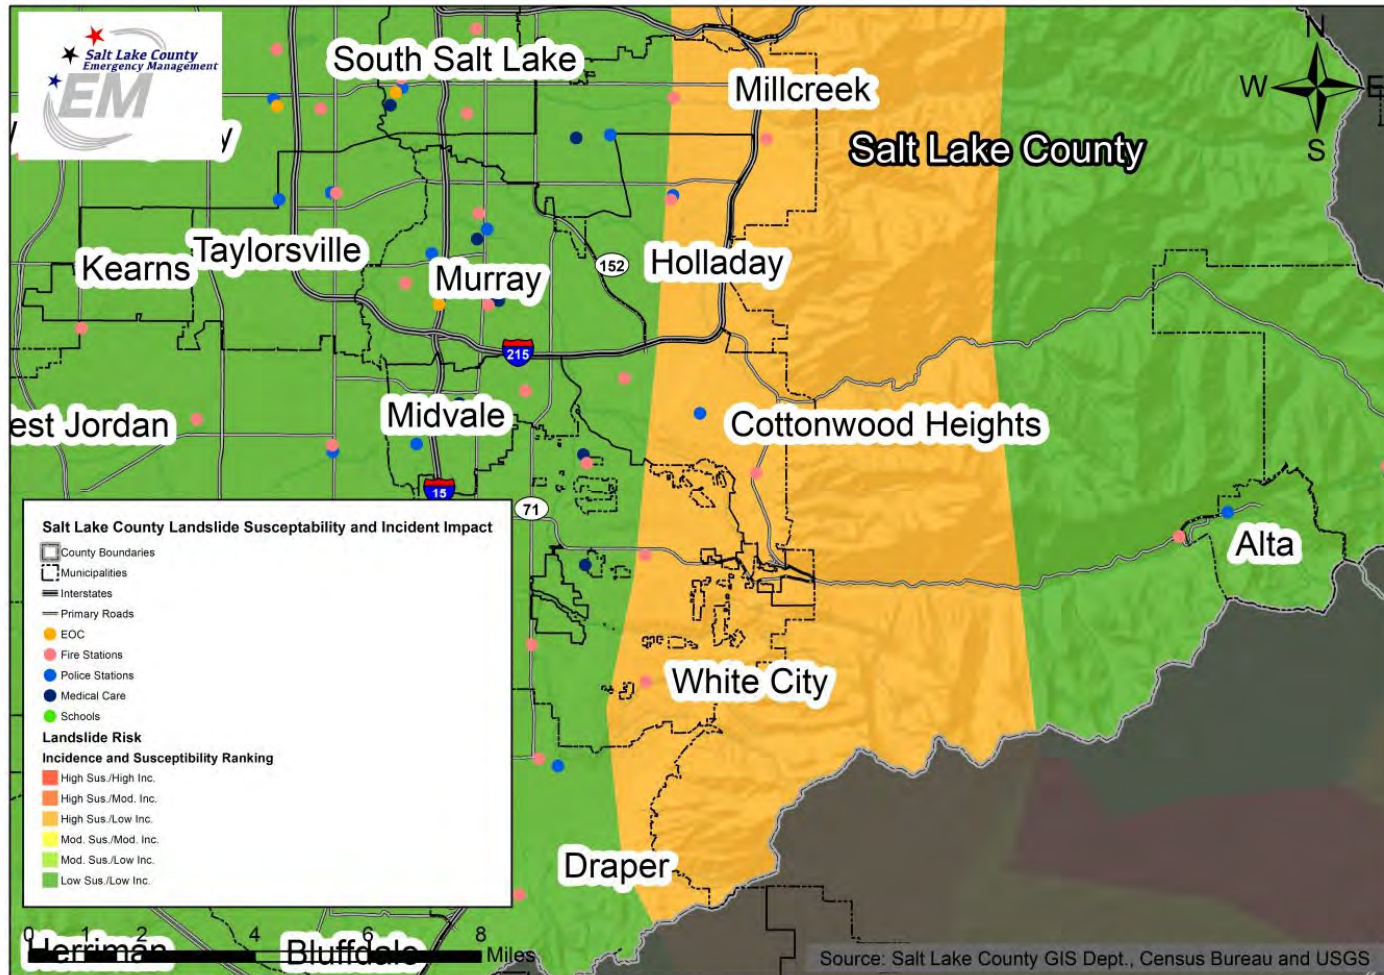 Salt Lake County
Emergency Management
EM
N
W E
S
South Salt Lake
Millcreek
Salt Lake County
Kearns
Taylorsville
Murray
152
Holladay
215
est Jordan
Midvale
Cottonwood Heights
15
71
Alta
White City
Draper
Herriman
Bluffdale
Salt Lake County Landslide Susceptability and Incident Impact
County Boundaries
Municipalities
Interstates
Primary Roads
EOC
Fire Stations
Police Stations
Medical Care
Schools
Landslide Risk
Incidence and Susceptibility Ranking
High Sus./High Inc.
High Sus./Mod. Inc.
High Sus./Low Inc.
Mod. Sus./Mod. Inc.
Mod. Sus./Low Inc.
Low Sus./Low Inc.
0 1 2 4 6 8
Miles
Source: Salt Lake County GIS Dept., Census Bureau and USGS